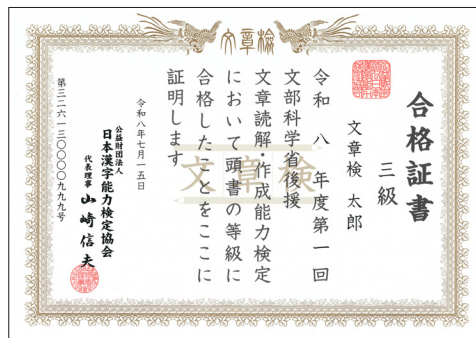 文章検
合格証書
三級
文章検 太郎
令和 八 年度第一回
文部科学省後援
文章読解・作成能力検定
において頭書の等級に
合格したことをここに
証明します
令和八年七月一五日
公益財団法人
日本漢字能力検定協会
代表理事 山崎信夫
第三二六一三〇〇〇〇九九九号
文章検